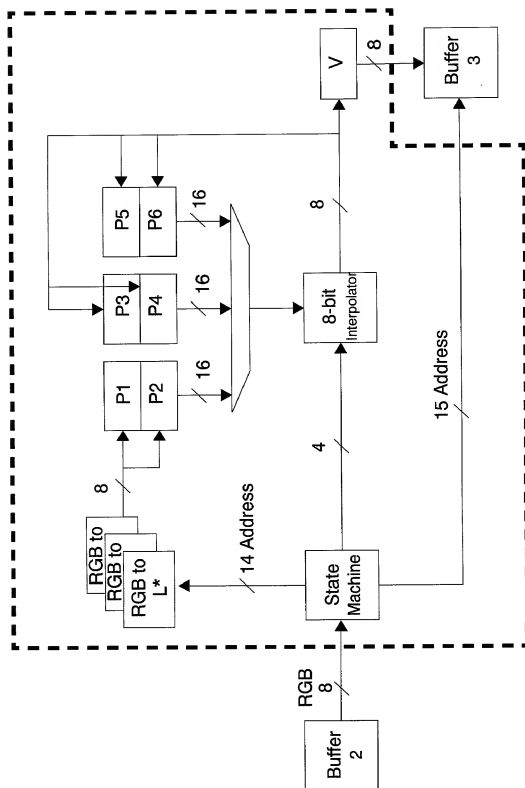 Buffer
2
RGB
8
State
Machine
14 Address
RGB to
RGB to
RGB to
L*
8
P1
P2
16
P3
P4
16
P5
P6
16
4
8-bit
Interpolator
8
V
8
15 Address
Buffer
3